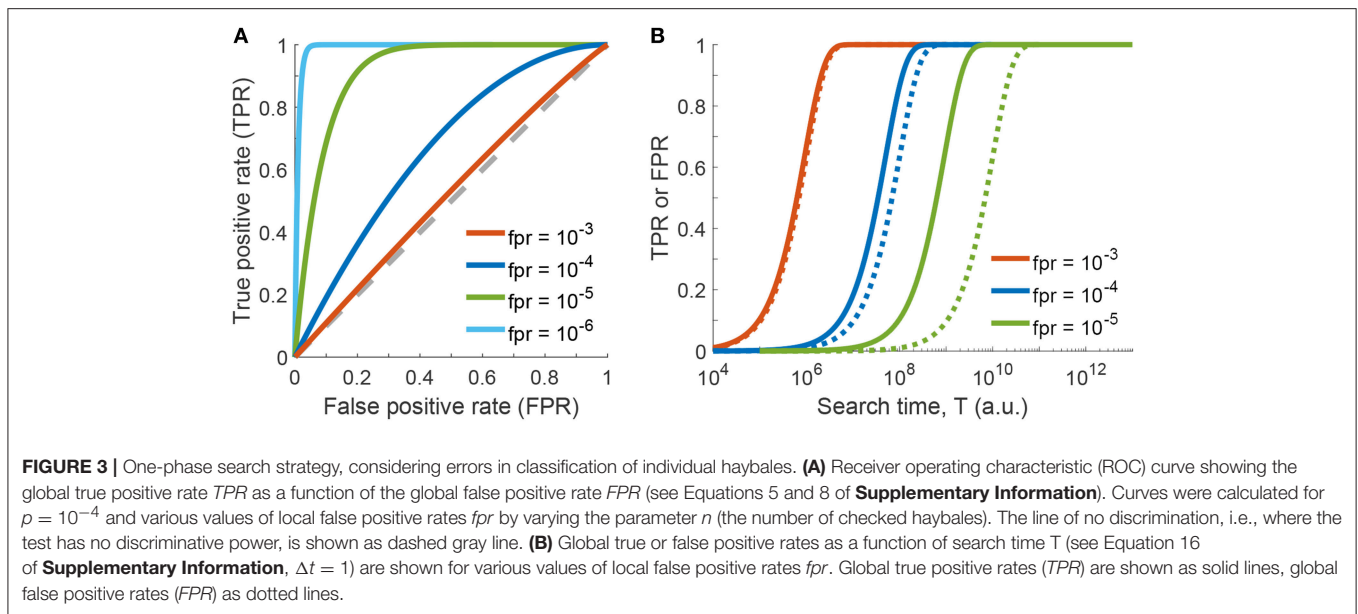 A
True positive rate (TPR)
1
0.8
0.6
0.4
0.2
0
fpr = 10⁻³
fpr = 10⁻⁴
fpr = 10⁻⁵
fpr = 10⁻⁶
0 0.2 0.4 0.6 0.8 1
False positive rate (FPR)
B
TPR or FPR
1
0.8
0.6
0.4
0.2
0
fpr = 10⁻³
fpr = 10⁻⁴
fpr = 10⁻⁵
10⁴ 10⁶ 10⁸ 10¹⁰ 10¹²
Search time, T (a.u.)
FIGURE 3 | One-phase search strategy, considering errors in classification of individual haybales. (A) Receiver operating characteristic (ROC) curve showing the
global true positive rate TPR as a function of the global false positive rate FPR (see Equations 5 and 8 of Supplementary Information). Curves were calculated for
p = 10⁻⁴ and various values of local false positive rates fpr by varying the parameter n (the number of checked haybales). The line of no discrimination, i.e., where the
test has no discriminative power, is shown as dashed gray line. (B) Global true or false positive rates as a function of search time T (see Equation 16
of Supplementary Information, Δt = 1) are shown for various values of local false positive rates fpr. Global true positive rates (TPR) are shown as solid lines, global
false positive rates (FPR) as dotted lines.